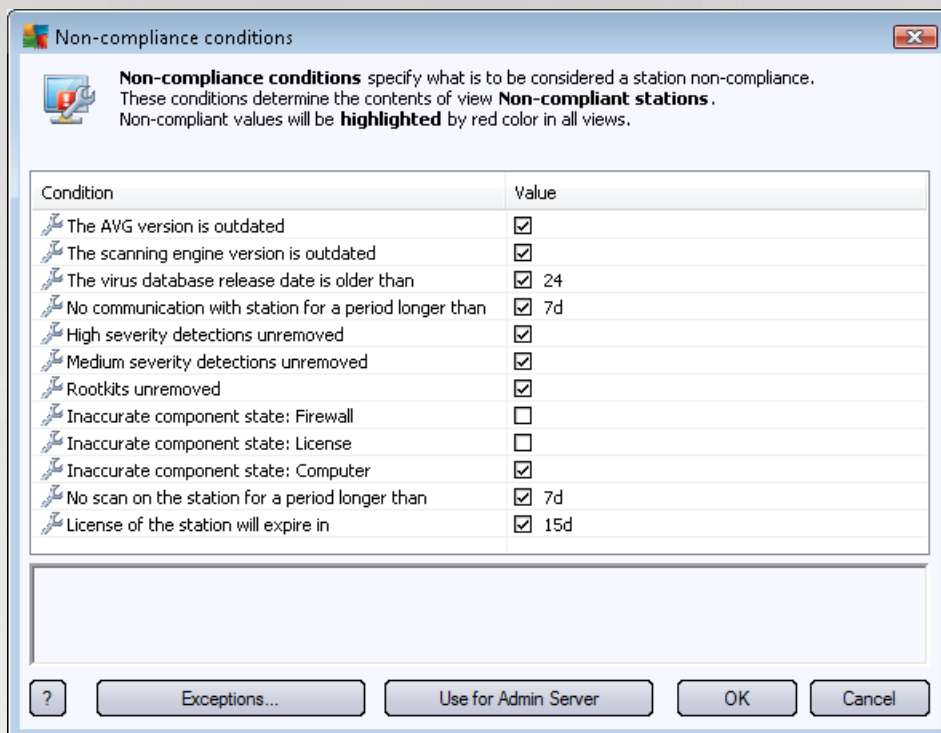 Non-compliance conditions
Non-compliance conditions specify what is to be considered a station non-compliance.
These conditions determine the contents of view Non-compliant stations.
Non-compliant values will be highlighted by red color in all views.
Condition Value
The AVG version is outdated
The scanning engine version is outdated
The virus database release date is older than 24
No communication with station for a period longer than 7d
High severity detections unremoved
Medium severity detections unremoved
Rootkits unremoved
Inaccurate component state: Firewall
Inaccurate component state: License
Inaccurate component state: Computer
No scan on the station for a period longer than 7d
License of the station will expire in 15d
? Exceptions... Use for Admin Server OK Cancel